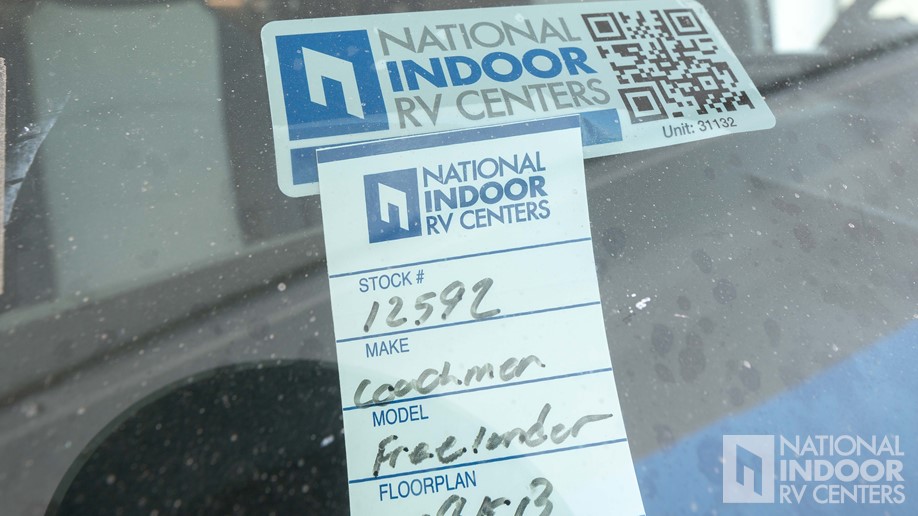 NATIONAL
INDOOR
RV CENTERS
Unit: 31132
NATIONAL
INDOOR
RV CENTERS
STOCK #
12592
MAKE
Coachmen
MODEL
Freelander
FLOORPLAN
NATIONAL
INDOOR
RV CENTERS